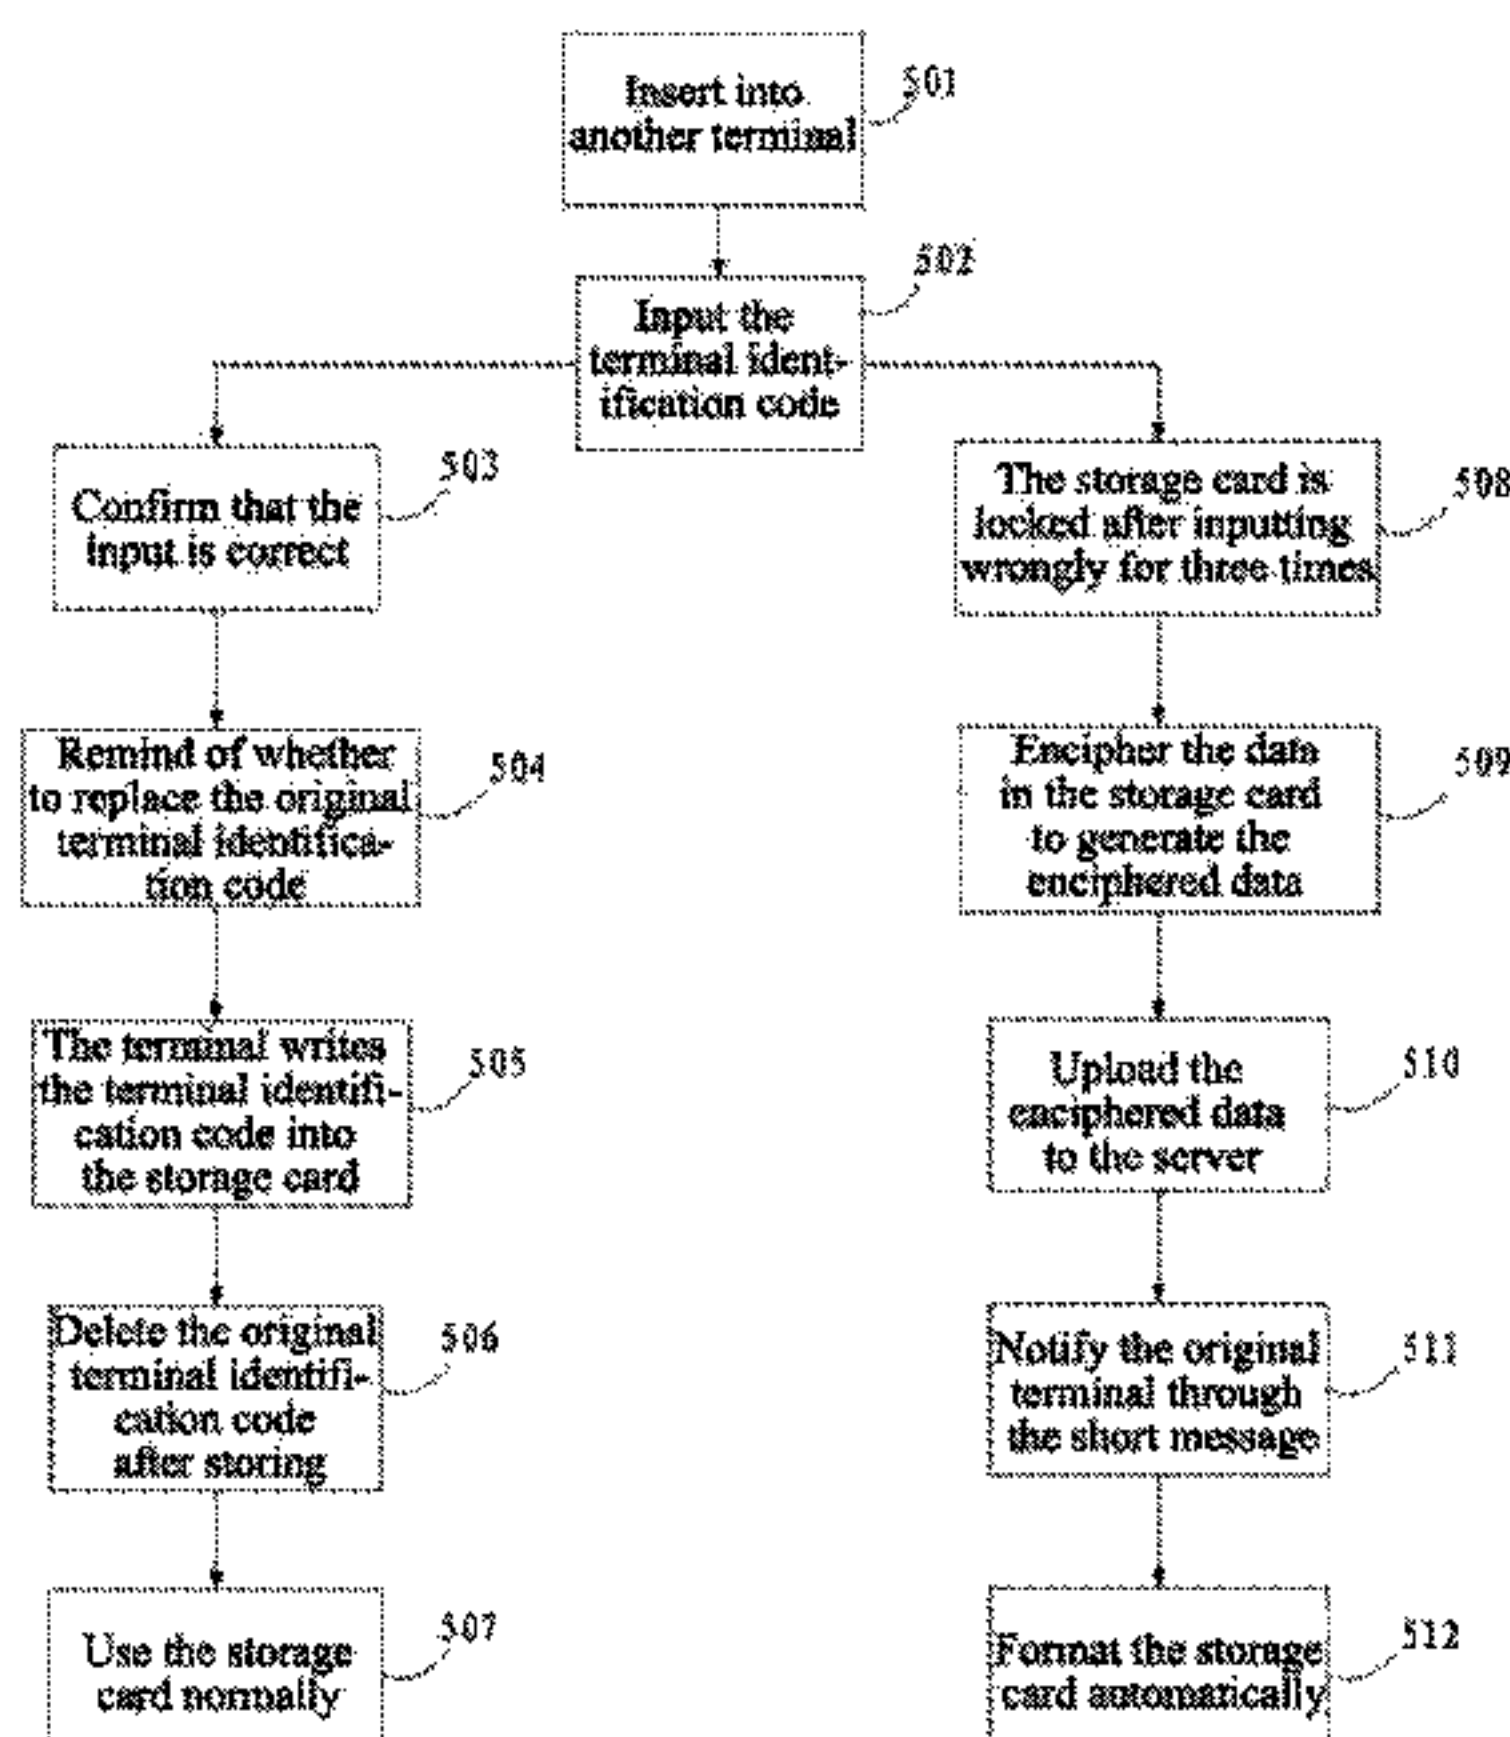 Insert into
another terminal
501
Input the
terminal ident-
ification code
502
Confirm that the
input is correct
503
Remind of whether
to replace the original
terminal identifica-
tion code
504
The terminal writes
the terminal identifi-
cation code into
the storage card
505
Delete the original
terminal identifi-
cation code
after storing
506
Use the storage
card normally
507
The storage card is
locked after inputting
wrongly for three times
508
Encipher the data
in the storage card
to generate the
enciphered data
509
Upload the
enciphered data
to the server
510
Notify the original
terminal through
the short message
511
Format the storage
card automatically
512